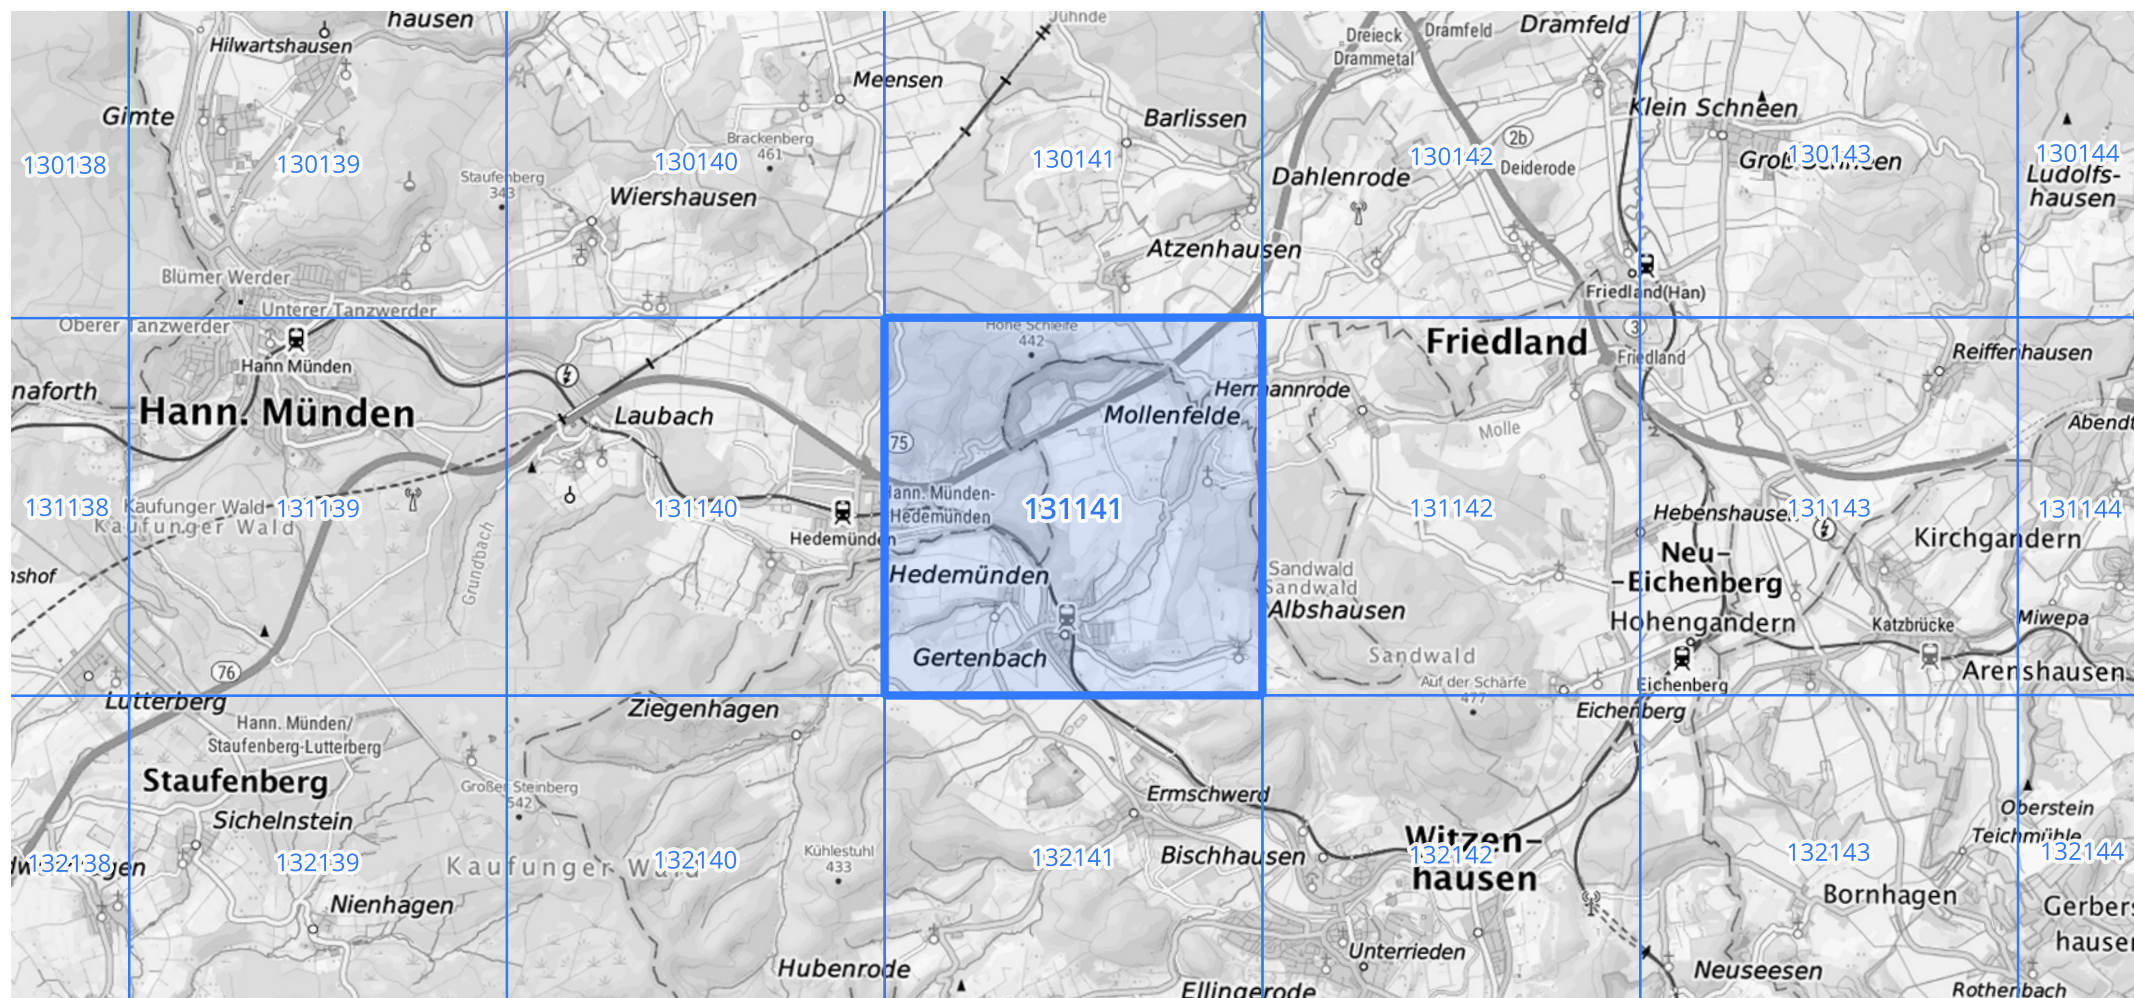 hausen
Jühnde
Hilwartshausen
Dreieck
Drammetal
Dramfeld
Dramfeld
Meensen
Gimte
Barlissen
Klein Schneen
Brackenberg
461
2b
130138
130139
130140
130141
130142
Deiderode
130143
Groß Schneen
130144
Ludolfs-
hausen
Staufenberg
343
Dahlenrode
Wiershausen
Atzenhausen
Blümer Werder
Unterer Tanzwerder
Friedland(Han)
Oberer Tanzwerder
Hohe Schleife
442
3
Friedland
Friedland
Reiffenhausen
Hann Münden
naforth
Hann. Münden
Laubach
Hermannrode
Mollenfelde
Molle
Abendt
75
Hann. Münden-
Hedemünden
Kaufunger Wald
Kaufunger Wald
131138
131139
131140
131141
131142
131143
131144
Hebenshausen
Hedemünden
Kirchgandern
Neu-
-Eichenberg
Grundbach
nshof
Hedemünden
Sandwald
Sandwald
Albshausen
Hohengandern
Katzbrücke
Miwepa
Gertenbach
Sandwald
76
Arenshausen
Auf der Schärfe
477
Eichenberg
Lutterberg
Ziegenhagen
Eichenberg
Hann. Münden/
Staufenberg-Lutterberg
Staufenberg
Großer Steinberg
542
Ermschwerd
Oberstein
Sichelnstein
Teichmühle
Witzen-
hausen
132138
132139
Kaufunger Wald
132140
Kühlestuhl
433
132141
Bischhausen
132142
132143
132144
Bornhagen
Nienhagen
Gerbers
hausen
Unterrieden
Hubenrode
Neuseesen
Ellingerode
Rothenbach